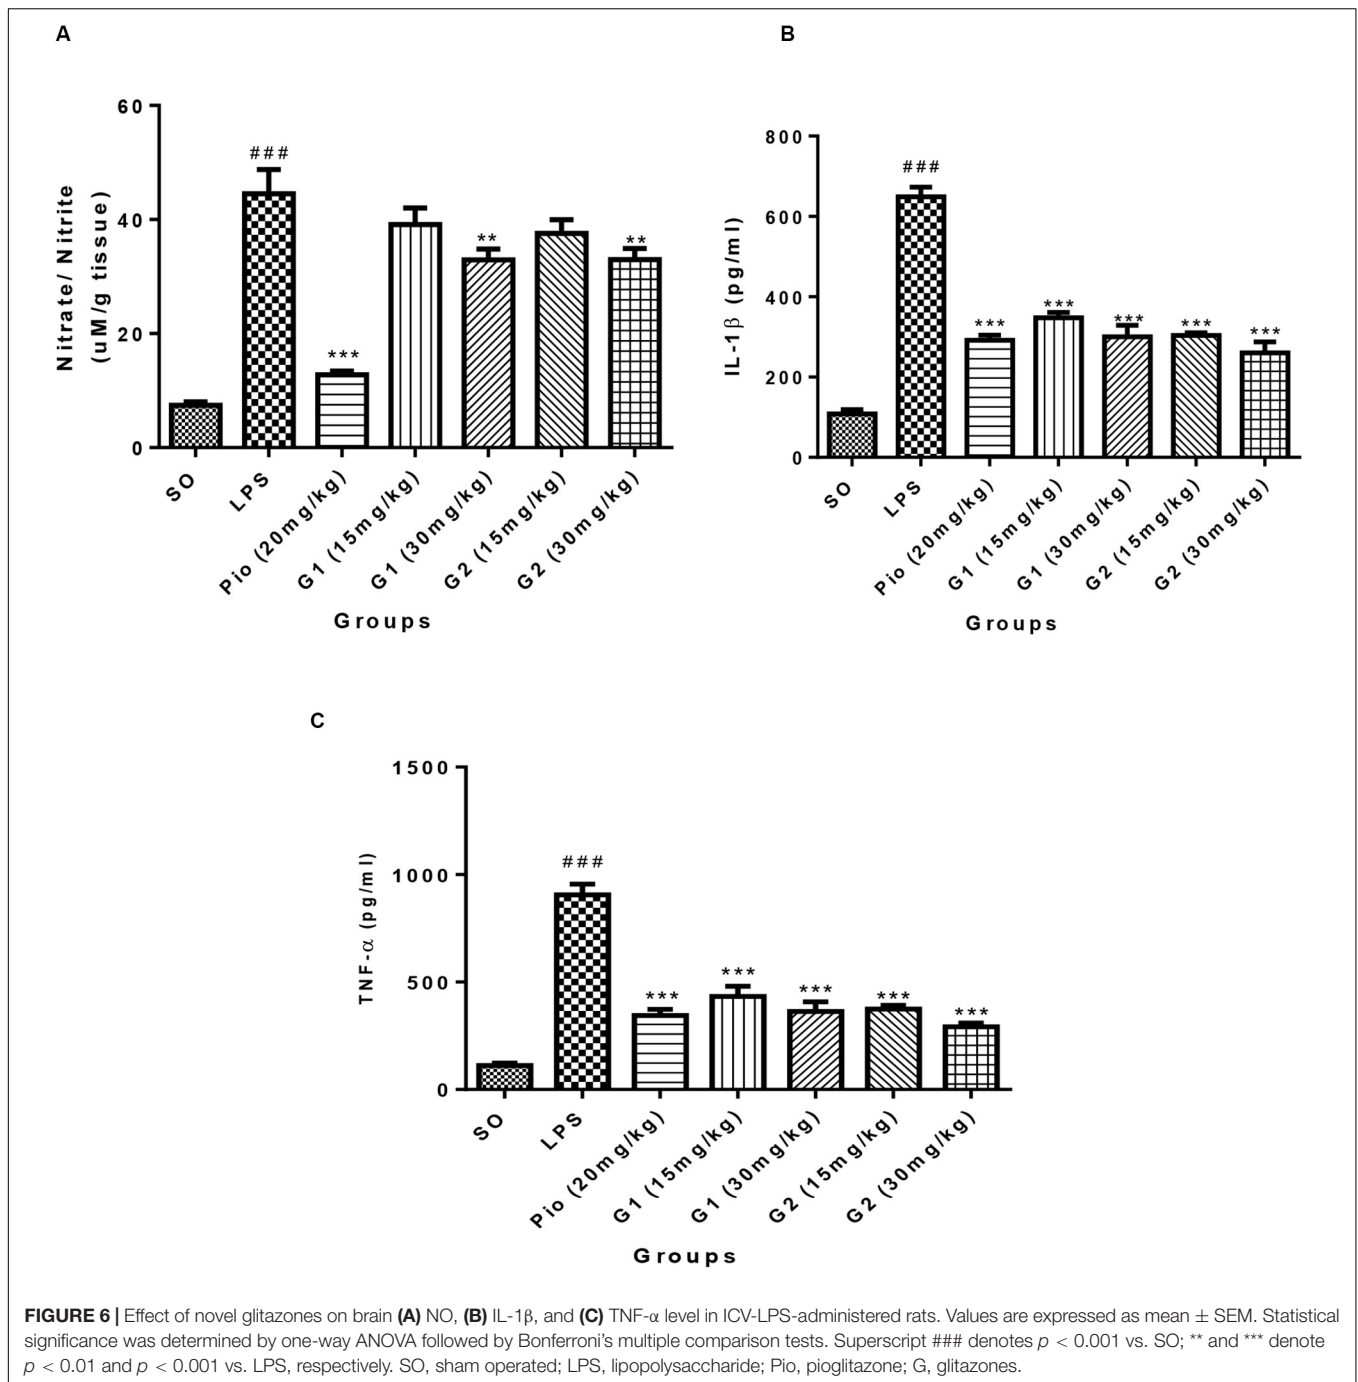 A
60
40
20
0
Nitrate/ Nitrite
(uM/g tissue)
###
***
**
**
SO
LPS
Pio (20mg/kg)
G1 (15mg/kg)
G1 (30mg/kg)
G2 (15mg/kg)
G2 (30mg/kg)
Groups
B
800
600
400
200
0
IL-1β (pg/ml)
###
***
***
***
***
***
SO
LPS
Pio (20mg/kg)
G1 (15mg/kg)
G1 (30mg/kg)
G2 (15mg/kg)
G2 (30mg/kg)
Groups
C
1500
1000
500
0
TNF-α (pg/ml)
###
***
***
***
***
***
SO
LPS
Pio (20mg/kg)
G1 (15mg/kg)
G1 (30mg/kg)
G2 (15mg/kg)
G2 (30mg/kg)
Groups
FIGURE 6 | Effect of novel glitazones on brain (A) NO, (B) IL-1β, and (C) TNF-α level in ICV-LPS-administered rats. Values are expressed as mean ± SEM. Statistical
significance was determined by one-way ANOVA followed by Bonferroni's multiple comparison tests. Superscript ### denotes p < 0.001 vs. SO; ** and *** denote
p < 0.01 and p < 0.001 vs. LPS, respectively. SO, sham operated; LPS, lipopolysaccharide; Pio, pioglitazone; G, glitazones.